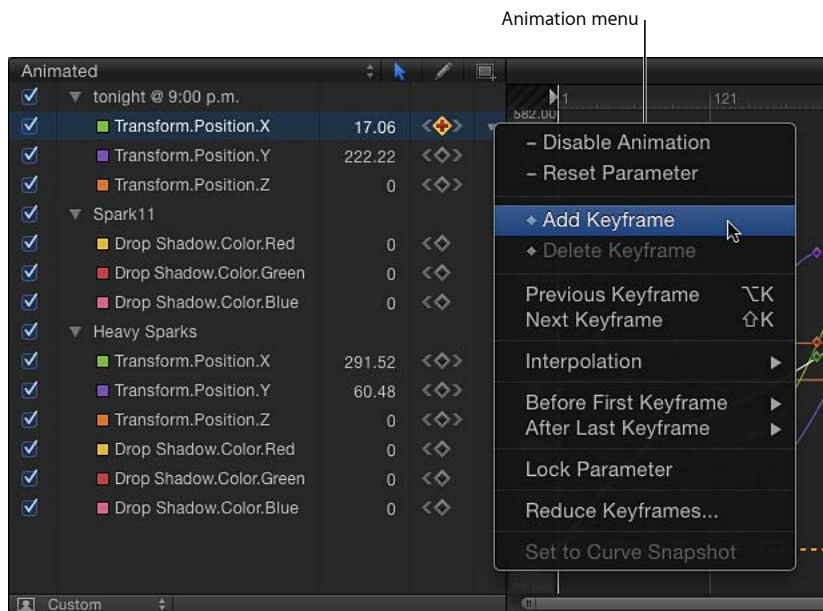 Animation menu
Animated
tonight @ 9:00 p.m.
Transform.Position.X 17.06
Transform.Position.Y 222.22
Transform.Position.Z 0
Spark11
Drop Shadow.Color.Red 0
Drop Shadow.Color.Green 0
Drop Shadow.Color.Blue 0
Heavy Sparks
Transform.Position.X 291.52
Transform.Position.Y 60.48
Transform.Position.Z 0
Drop Shadow.Color.Red 0
Drop Shadow.Color.Green 0
Drop Shadow.Color.Blue 0
Custom
1 121
582.00
– Disable Animation
– Reset Parameter
Add Keyframe
Delete Keyframe
Previous Keyframe ⌥K
Next Keyframe ⇧K
Interpolation
Before First Keyframe
After Last Keyframe
Lock Parameter
Reduce Keyframes...
Set to Curve Snapshot